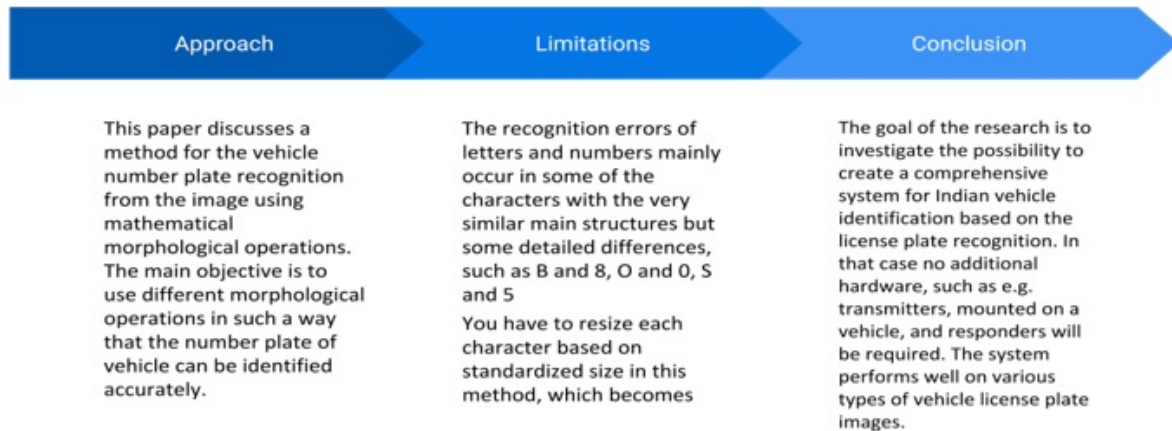 Approach
Limitations
Conclusion
This paper discusses a
method for the vehicle
number plate recognition
from the image using
mathematical
morphological operations.
The main objective is to
use different morphological
operations in such a way
that the number plate of
vehicle can be identified
accurately.
The recognition errors of
letters and numbers mainly
occur in some of the
characters with the very
similar main structures but
some detailed differences,
such as B and 8, O and 0, S
and 5
You have to resize each
character based on
standardized size in this
method, which becomes
The goal of the research is to
investigate the possibility to
create a comprehensive
system for Indian vehicle
identification based on the
license plate recognition. In
that case no additional
hardware, such as e.g.
transmitters, mounted on a
vehicle, and responders will
be required. The system
performs well on various
types of vehicle license plate
images.